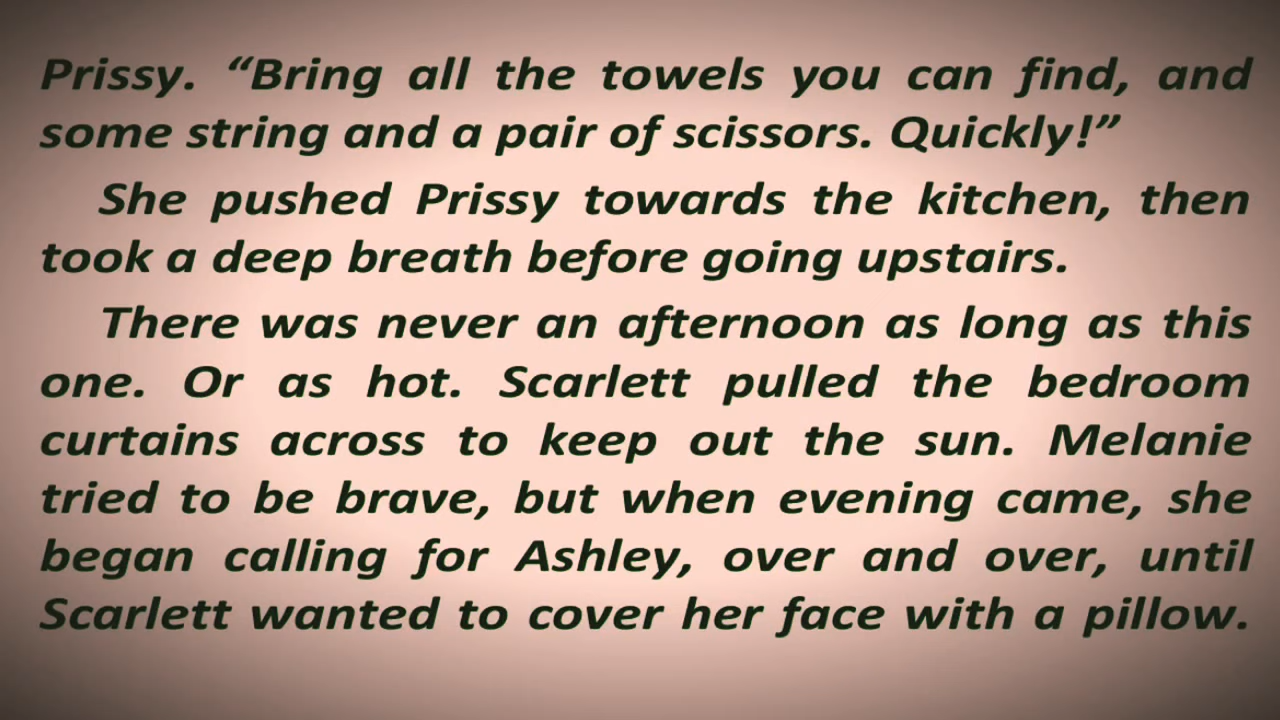 Prissy. “Bring all the towels you can find, and
some string and a pair of scissors. Quickly!”
She pushed Prissy towards the kitchen, then
took a deep breath before going upstairs.
There was never an afternoon as long as this
one. Or as hot. Scarlett pulled the bedroom
curtains across to keep out the sun. Melanie
tried to be brave, but when evening came, she
began calling for Ashley, over and over, until
Scarlett wanted to cover her face with a pillow.